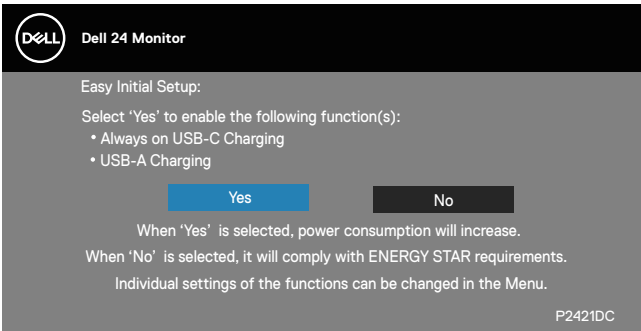 DELL
Dell 24 Monitor
Easy Initial Setup:
Select ‘Yes’ to enable the following function(s):
• Always on USB-C Charging
• USB-A Charging
Yes
No
When ‘Yes’ is selected, power consumption will increase.
When ‘No’ is selected, it will comply with ENERGY STAR requirements.
Individual settings of the functions can be changed in the Menu.
P2421DC